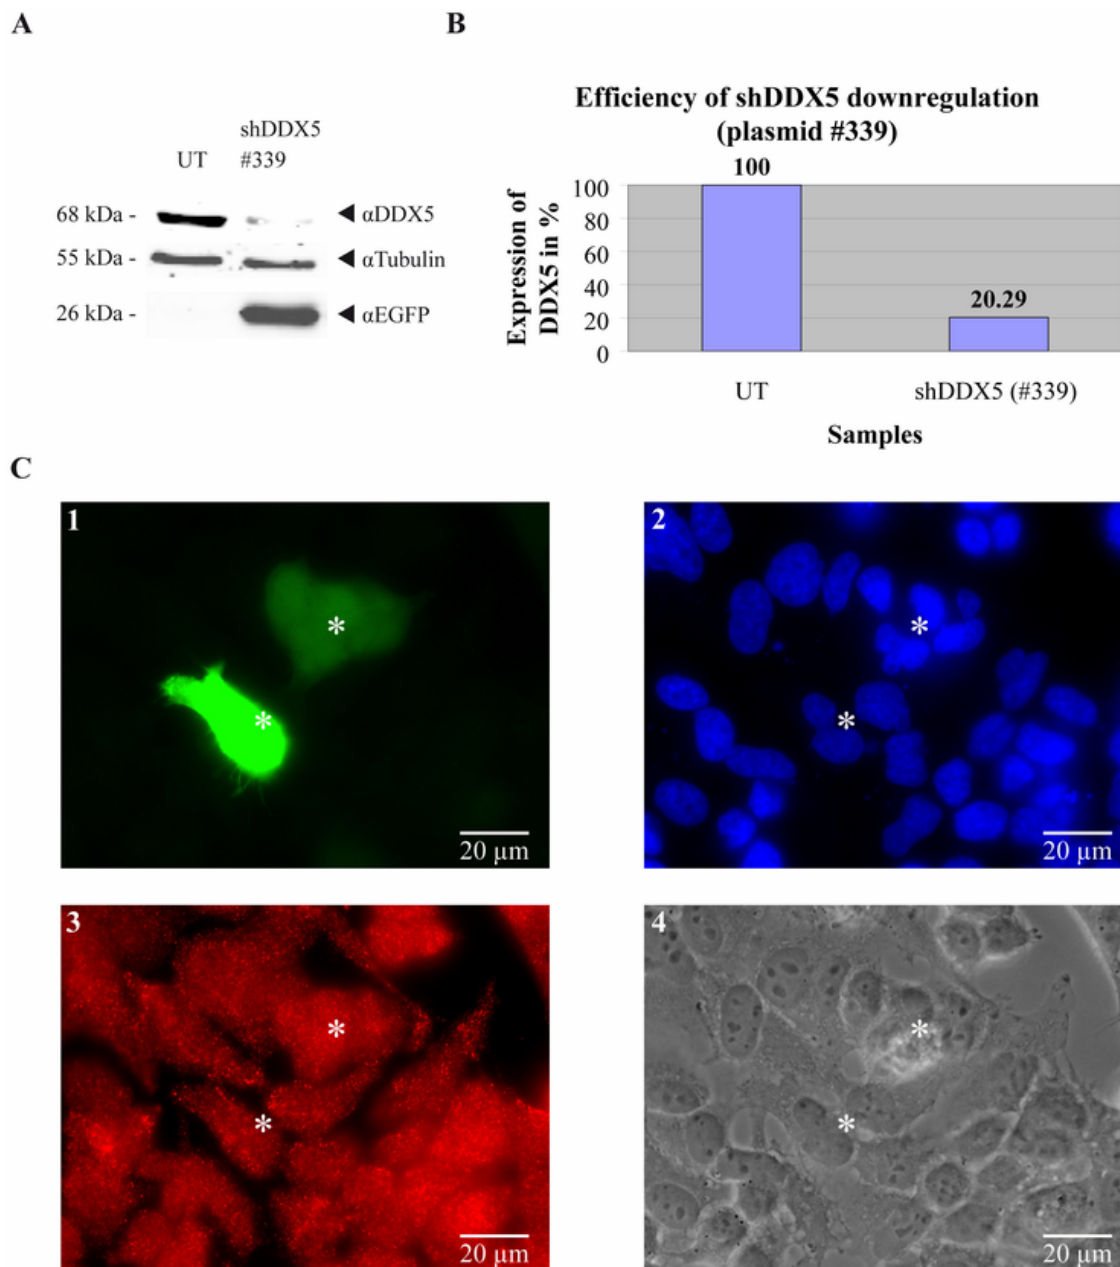 A
UT
shDDX5
#339
68 kDa -
αDDX5
55 kDa -
αTubulin
26 kDa -
αEGFP
B
Efficiency of shDDX5 downregulation
(plasmid #339)
Expression of
DDX5 in %
100
80
60
40
20
0
100
20.29
UT
shDDX5 (#339)
Samples
C
1
*
*
20 µm
2
*
*
20 µm
3
*
*
20 µm
4
*
*
20 µm